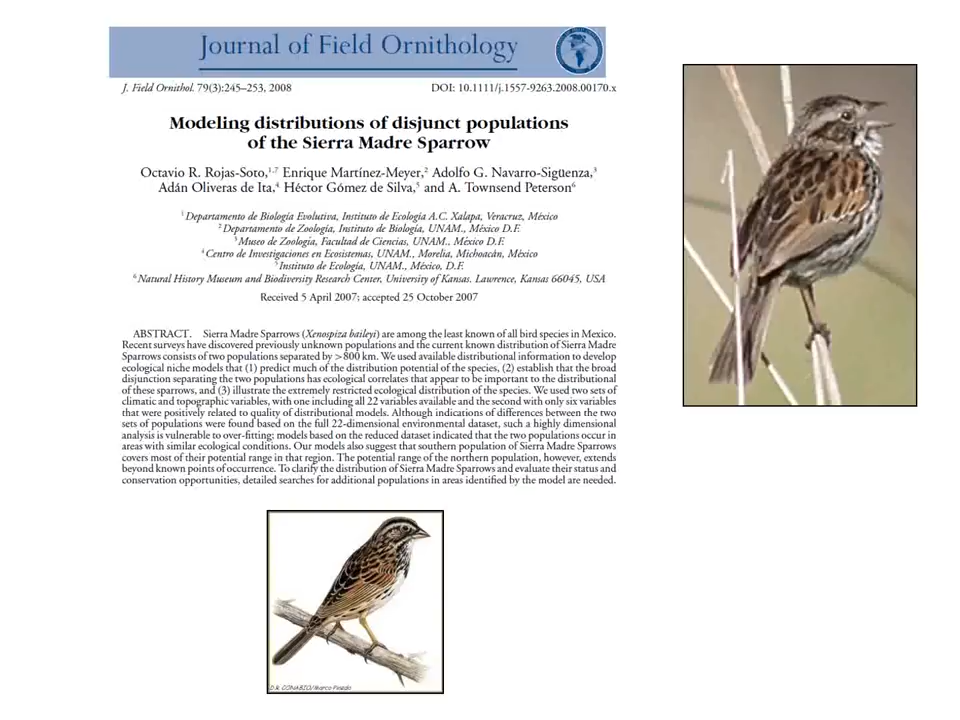 Journal of Field Ornithology
J. Field Ornithol. 79(3):245–253, 2008 DOI: 10.1111/j.1557-9263.2008.00170.x
Modeling distributions of disjunct populations
of the Sierra Madre Sparrow
Octavio R. Rojas-Soto,1,7 Enrique Martínez-Meyer,2 Adolfo G. Navarro-Sigüenza,3
Adán Oliveras de Ita,4 Héctor Gómez de Silva,5 and A. Townsend Peterson6
1Departamento de Biología Evolutiva, Instituto de Ecología A.C. Xalapa, Veracruz, México
2Departamento de Zoología, Instituto de Biología, UNAM., México D.F.
3Museo de Zoología, Facultad de Ciencias, UNAM., México D.F.
4Centro de Investigaciones en Ecosistemas, UNAM., Morelia, Michoacán, México
5Instituto de Ecología, UNAM., México, D.F.
6Natural History Museum and Biodiversity Research Center, University of Kansas. Lawrence, Kansas 66045, USA
Received 5 April 2007; accepted 25 October 2007
ABSTRACT. Sierra Madre Sparrows (Xenospiza baileyi) are among the least known of all bird species in Mexico.
Recent surveys have discovered previously unknown populations and the current known distribution of Sierra Madre
Sparrows consists of two populations separated by >800 km. We used available distributional information to develop
ecological niche models that (1) predict much of the distribution potential of the species, (2) establish that the broad
disjunction separating the two populations has ecological correlates that appear to be important to the distributional
of these sparrows, and (3) illustrate the extremely restricted ecological distribution of the species. We used two sets of
climatic and topographic variables, with one including all 22 variables available and the second with only six variables
that were positively related to quality of distributional models. Although indications of differences between the two
sets of populations were found based on the full 22-dimensional environmental dataset, such a highly dimensional
analysis is vulnerable to over-fitting; models based on the reduced dataset indicated that the two populations occur in
areas with similar ecological conditions. Our models also suggest that southern population of Sierra Madre Sparrows
covers most of their potential range in that region. The potential range of the northern population, however, extends
beyond known points of occurrence. To clarify the distribution of Sierra Madre Sparrows and evaluate their status and
conservation opportunities, detailed searches for additional populations in areas identified by the model are needed.
D.R. CONABIO/Marco Pineda